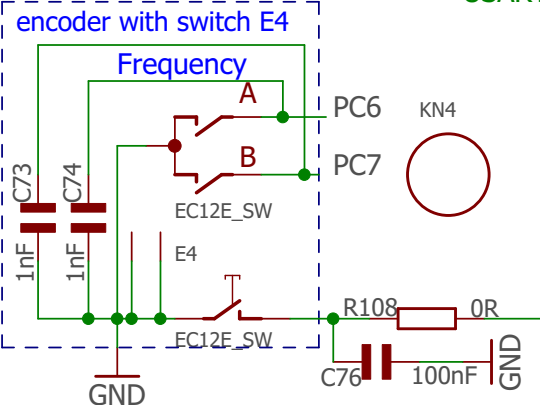 encoder with switch E4
Frequency
A
PC6
KN4
B
PC7
C73
C74
EC12E_SW
1nF
1nF
E4
R108
0R
EC12E_SW
C76
100nF
GND
GND